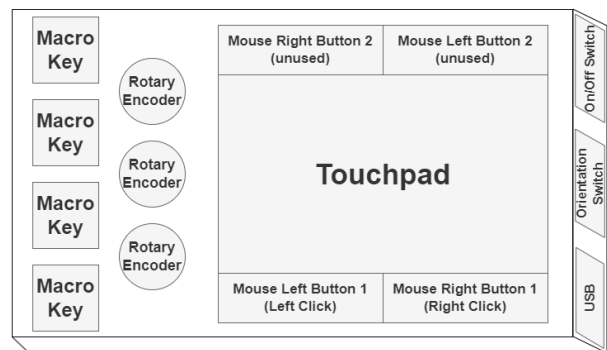 Macro
Key
Macro
Key
Macro
Key
Macro
Key
Rotary
Encoder
Rotary
Encoder
Rotary
Encoder
Mouse Right Button 2
(unused)
Mouse Left Button 2
(unused)
Touchpad
Mouse Left Button 1
(Left Click)
Mouse Right Button 1
(Right Click)
On/Off Switch
Orientation
Switch
USB